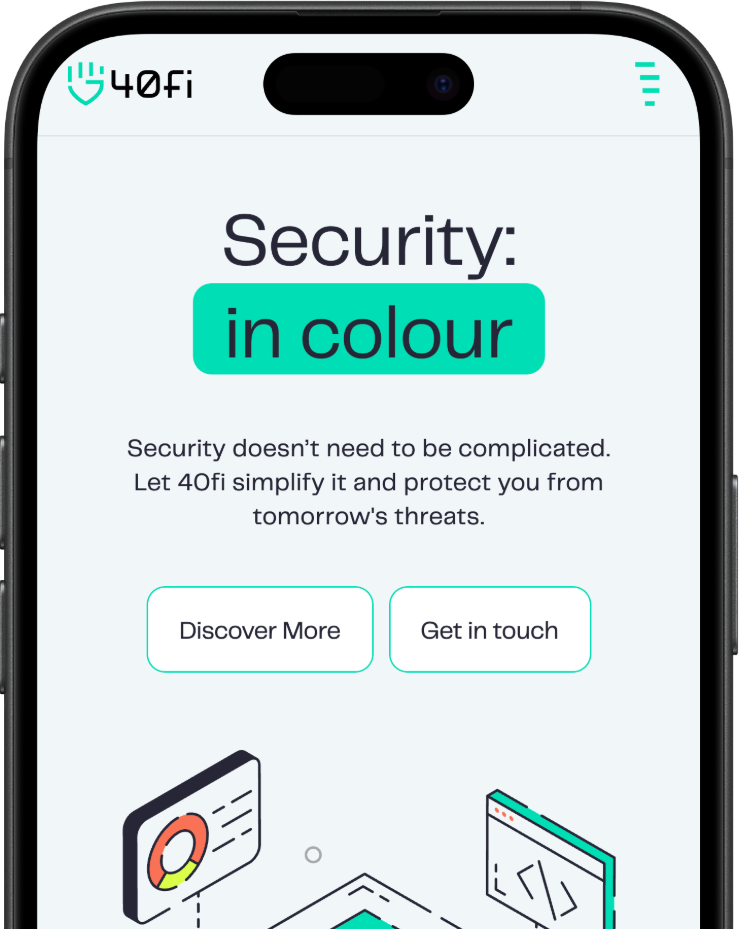 40fi
Security:
in colour
Security doesn’t need to be complicated.
Let 40fi simplify it and protect you from
tomorrow's threats.
Discover More
Get in touch
</>